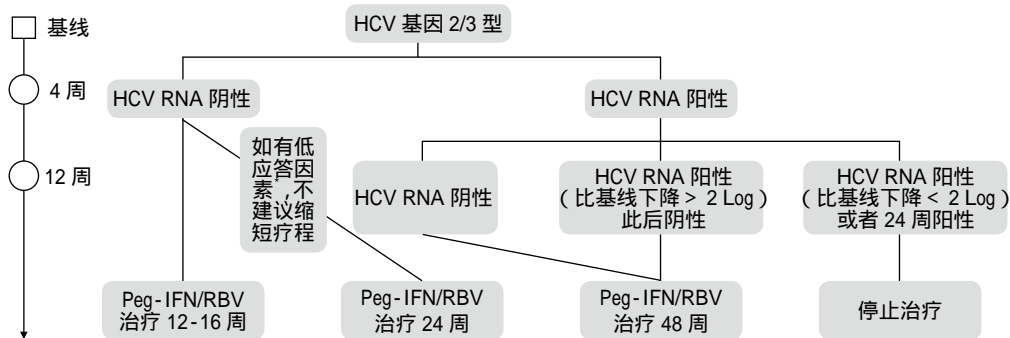 HCV 基因 2/3 型
基线
4 周
HCV RNA 阴性
HCV RNA 阳性
如有低
应答因
素*,不
建议缩
短疗程
12 周
HCV RNA 阴性
HCV RNA 阳性
(比基线下降 > 2 Log)
此后阴性
HCV RNA 阳性
(比基线下降 < 2 Log)
或者 24 周阳性
Peg-IFN/RBV
治疗 12-16 周
Peg-IFN/RBV
治疗 24 周
Peg-IFN/RBV
治疗 48 周
停止治疗